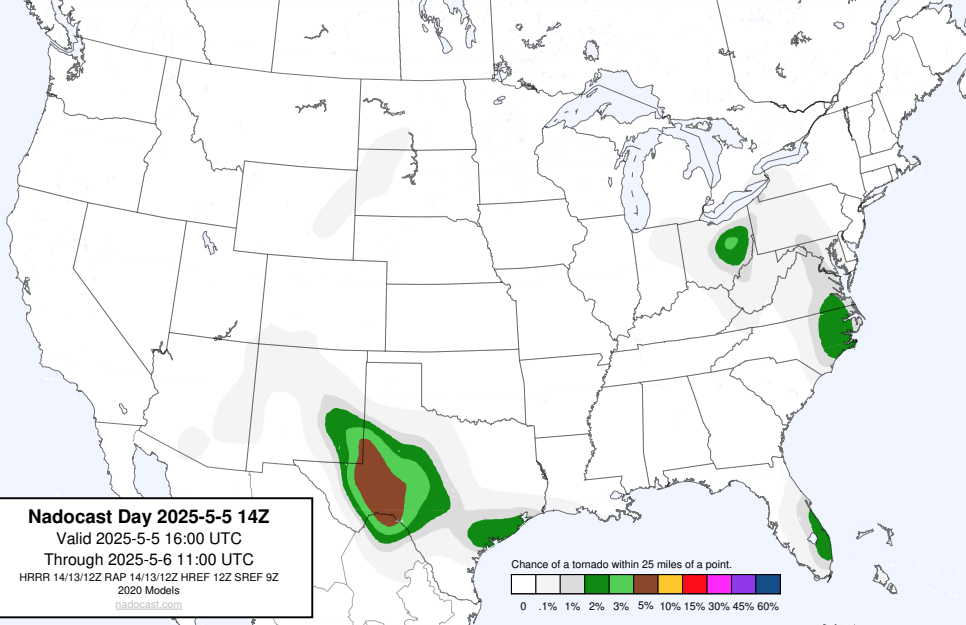 Nadocast Day 2025-5-5 14Z
Valid 2025-5-5 16:00 UTC
Through 2025-5-6 11:00 UTC
HRRR 14/13/12Z RAP 14/13/12Z HREF 12Z SREF 9Z
2020 Models
nadocast.com
Chance of a tornado within 25 miles of a point.
0 .1% 1% 2% 3% 5% 10% 15% 30% 45% 60%